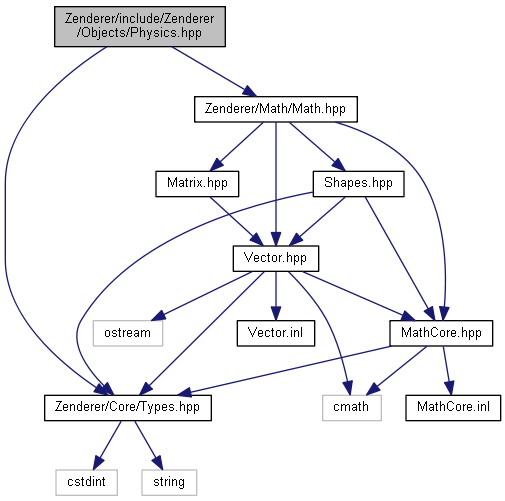 Zenderer/include/Zenderer
/Objects/Physics.hpp
Zenderer/Math/Math.hpp
Matrix.hpp
Shapes.hpp
Vector.hpp
ostream
Vector.inl
MathCore.hpp
Zenderer/Core/Types.hpp
cmath
MathCore.inl
cstdint
string